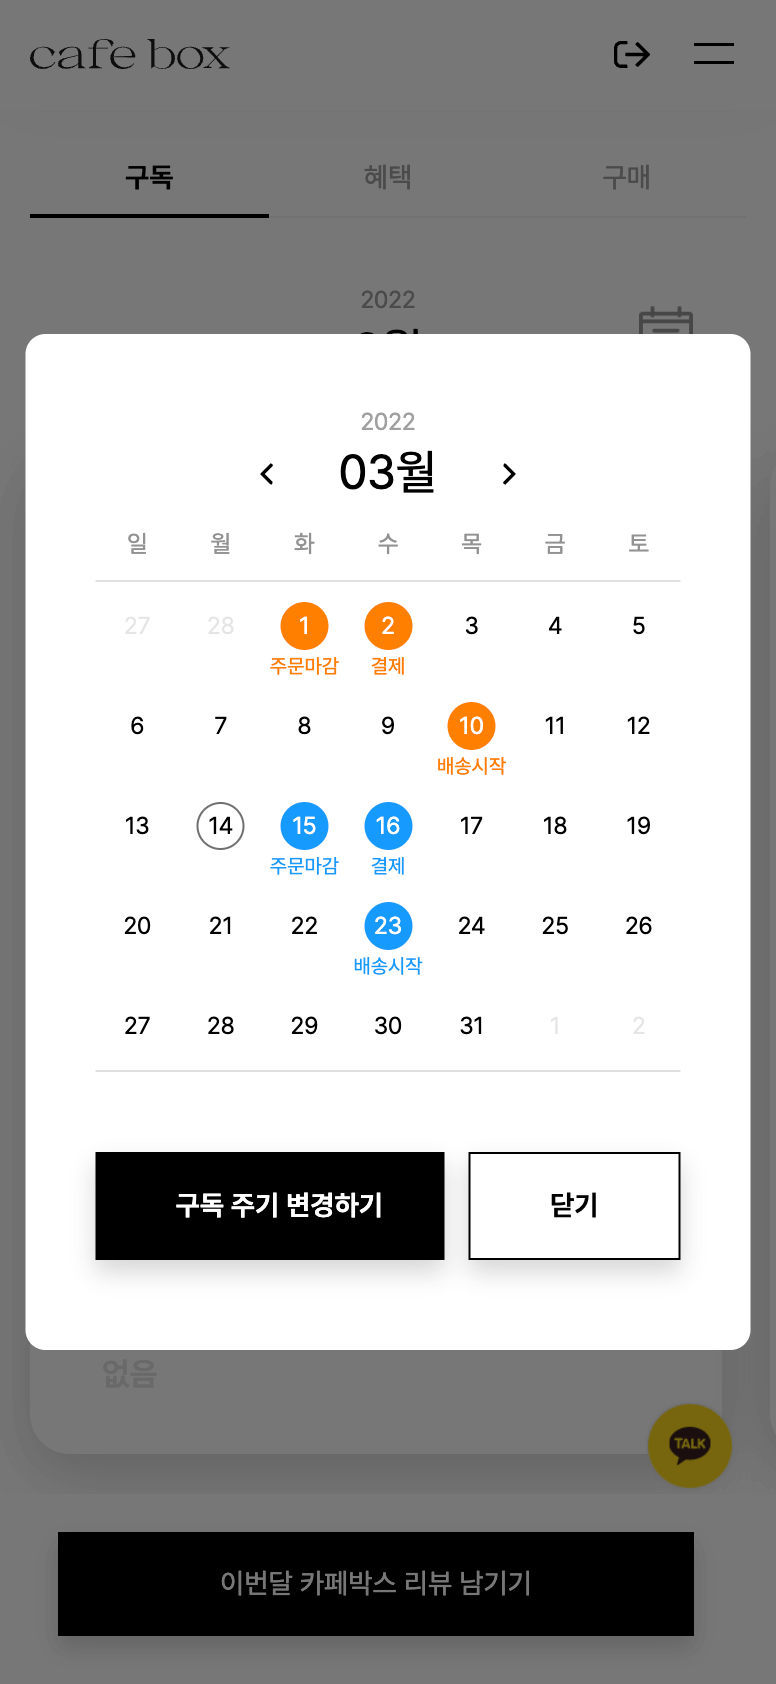 cafe box
구독 혜택 구매
2022
2022
03월
일 월 화 수 목 금 토
27 28 1 2 3 4 5
주문마감 결제
6 7 8 9 10 11 12
배송시작
13 14 15 16 17 18 19
주문마감 결제
20 21 22 23 24 25 26
배송시작
27 28 29 30 31 1 2
구독 주기 변경하기 닫기
없음
TALK
이번달 카페박스 리뷰 남기기